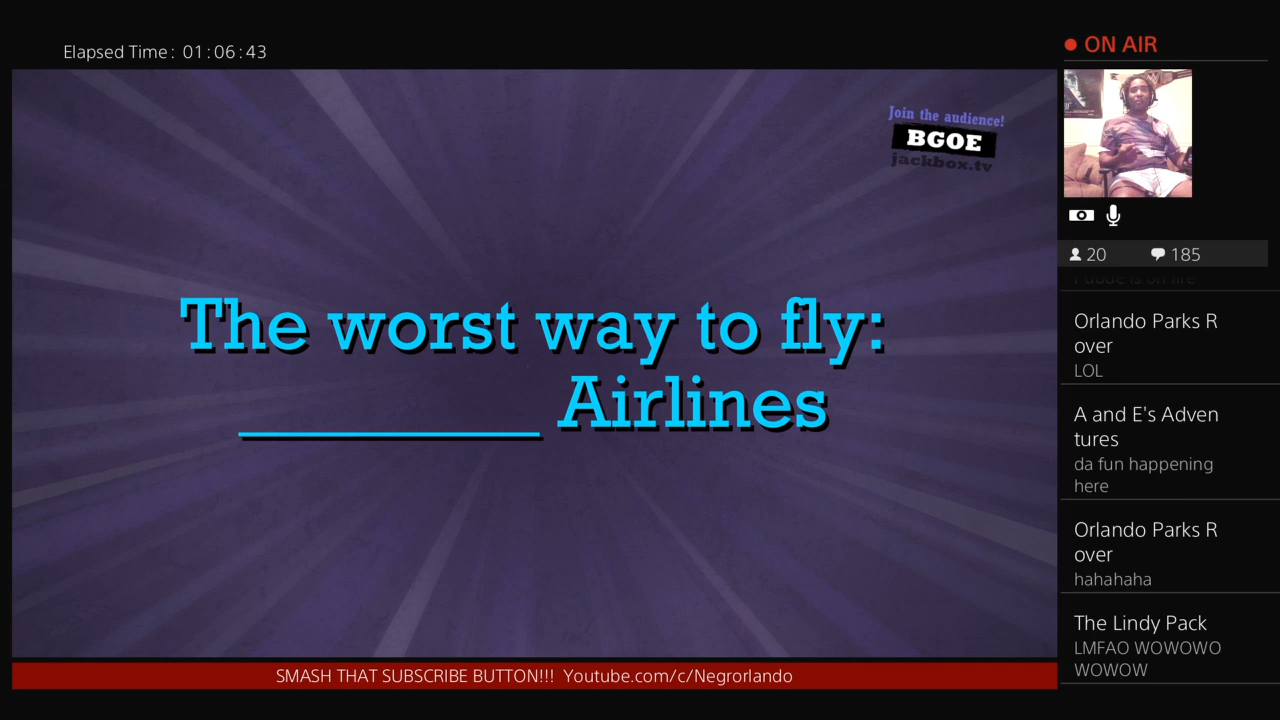 Elapsed Time: 01:06:43
ON AIR
Join the audience!
BGOE
jackbox.tv
The worst way to fly:
__________ Airlines
20 185
Orlando Parks R
over
LOL
A and E's Adven
tures
da fun happening
here
Orlando Parks R
over
hahahaha
The Lindy Pack
LMFAO WOWOWO
WOWOW
SMASH THAT SUBSCRIBE BUTTON!!! Youtube.com/c/Negrorlando